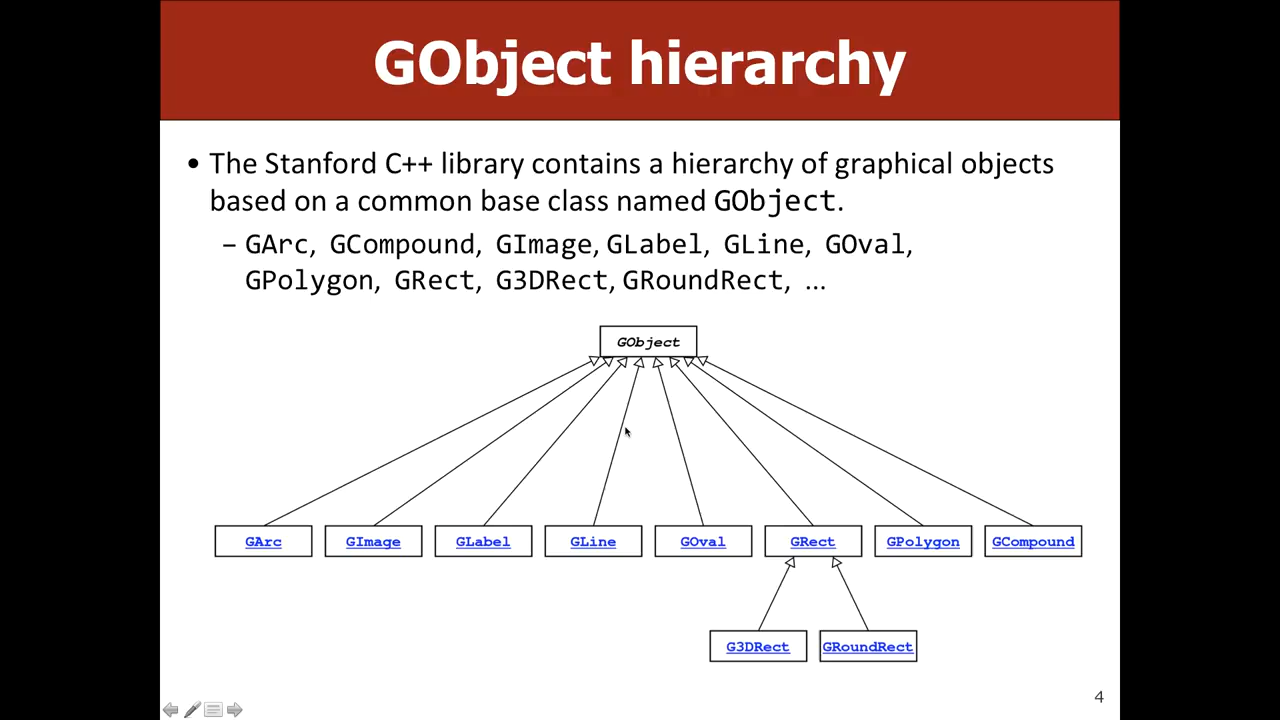 GObject hierarchy
• The Stanford C++ library contains a hierarchy of graphical objects
based on a common base class named GObject.
– GArc, GCompound, GImage, GLabel, GLine, GOval,
GPolygon, GRect, G3DRect, GRoundRect, ...
GObject
GArc GImage GLabel GLine GOval GRect GPolygon GCompound
G3DRect GRoundRect
4